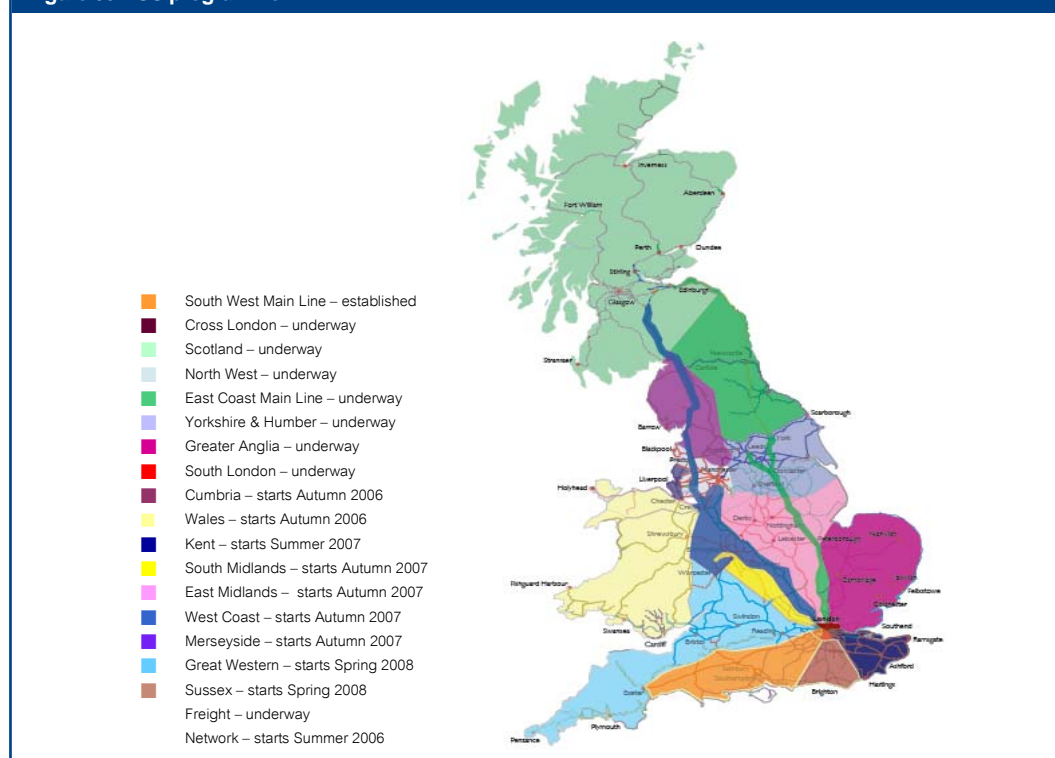 South West Main Line – established
Cross London – underway
Scotland – underway
North West – underway
East Coast Main Line – underway
Yorkshire & Humber – underway
Greater Anglia – underway
South London – underway
Cumbria – starts Autumn 2006
Wales – starts Autumn 2006
Kent – starts Summer 2007
South Midlands – starts Autumn 2007
East Midlands – starts Autumn 2007
West Coast – starts Autumn 2007
Merseyside – starts Autumn 2007
Great Western – starts Spring 2008
Sussex – starts Spring 2008
Freight – underway
Network – starts Summer 2006
Inverness
Aberdeen
Fort William
Perth
Dundee
Stirling
Edinburgh
Glasgow
Stranraer
Newcastle
Carlisle
Scarborough
Barrow
York
Blackpool
Leeds
Doncaster
Manchester
Liverpool
Sheffield
Holyhead
Chester
Derby
Nottingham
Shrewsbury
Leicester
Peterborough
Norwich
Worcester
Cambridge
Felixstowe
Fishguard Harbour
Colchester
Swindon
London
Southend
Swansea
Reading
Ramsgate
Cardiff
Bristol
Ashford
Salisbury
Southampton
Hastings
Exeter
Brighton
Plymouth
Penzance